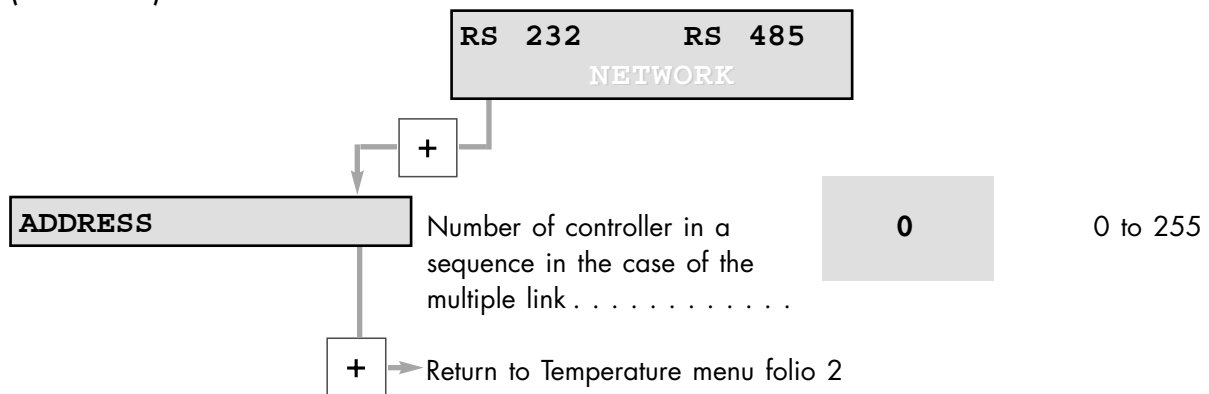 RS 232 RS 485
NETWORK
+
ADDRESS
Number of controller in a
sequence in the case of the
multiple link . . . . . . . . . . . .
0
0 to 255
+
Return to Temperature menu folio 2